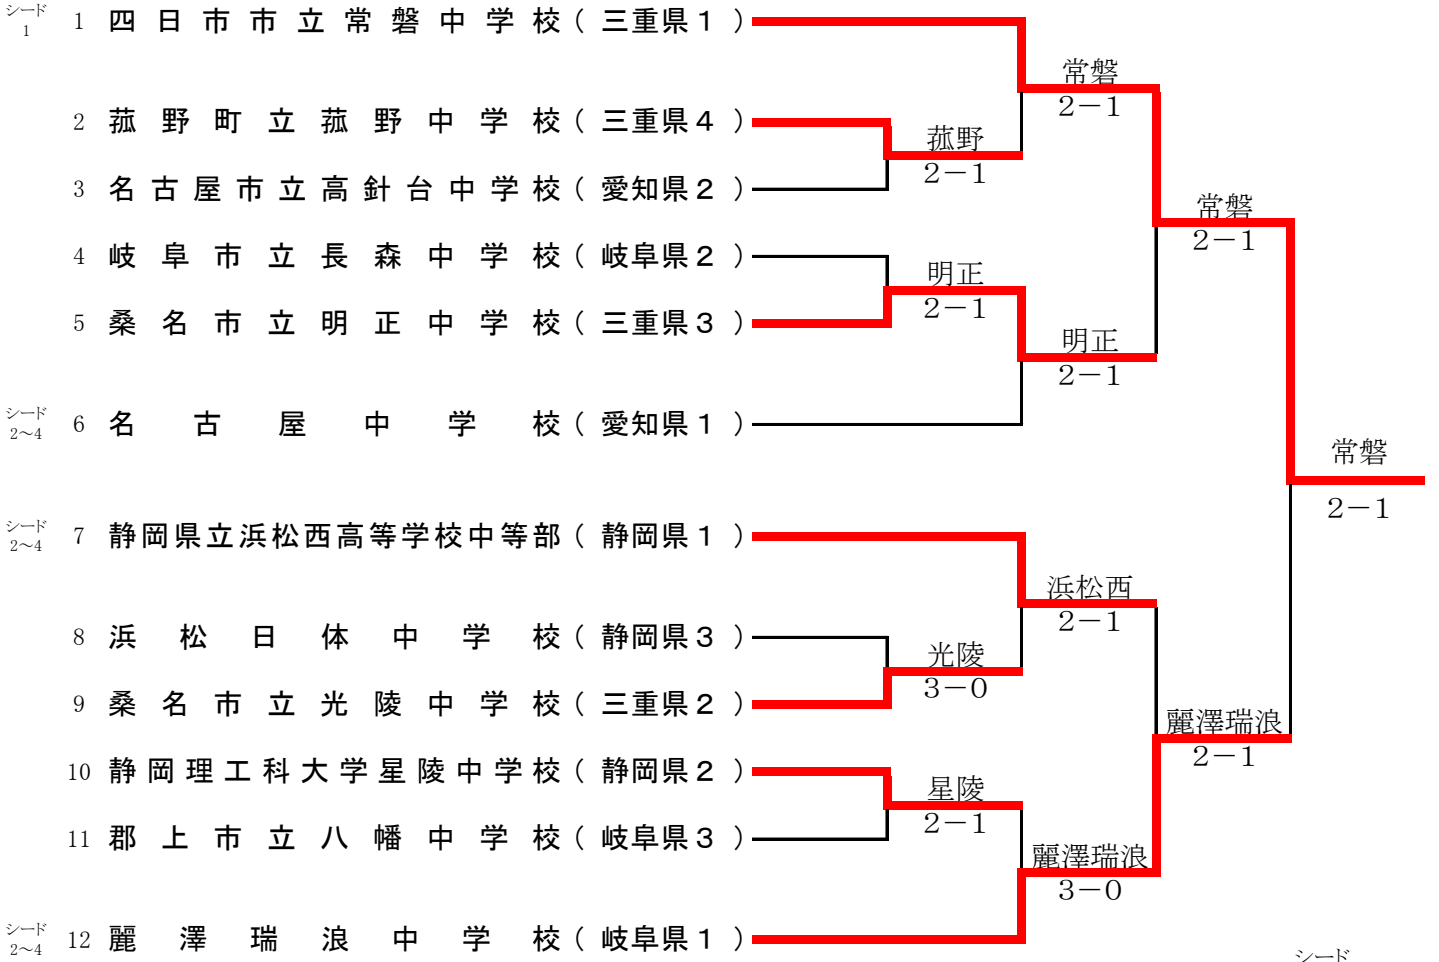 シード
1
1 四日市市立常磐中学校 ( 三重県１ )
常磐
2－1
2 菰野町立菰野中学校 ( 三重県４ )
菰野
2－1
3 名古屋市立高針台中学校 ( 愛知県２ )
常磐
2－1
4 岐阜市立長森中学校 ( 岐阜県２ )
明正
2－1
5 桑名市立明正中学校 ( 三重県３ )
明正
2－1
シード
2～4
6 名古屋中学校 ( 愛知県１ )
常磐
2－1
シード
2～4
7 静岡県立浜松西高等学校中等部 ( 静岡県１ )
浜松西
2－1
8 浜松日体中学校 ( 静岡県３ )
光陵
3－0
9 桑名市立光陵中学校 ( 三重県２ )
麗澤瑞浪
2－1
10 静岡理工科大学星陵中学校 ( 静岡県２ )
星陵
2－1
11 郡上市立八幡中学校 ( 岐阜県３ )
麗澤瑞浪
3－0
シード
2～4
12 麗澤瑞浪中学校 ( 岐阜県１ )
シード